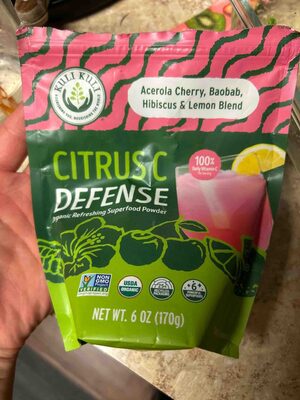 KULI KULI
Acerola Cherry, Baobab,
Hibiscus & Lemon Blend
CITRUS C
DEFENSE
Organic Refreshing Superfood Powder
100%
Daily Vitamin C
NON
GMO
VERIFIED
USDA
ORGANIC
NET WT. 6 OZ (170g)